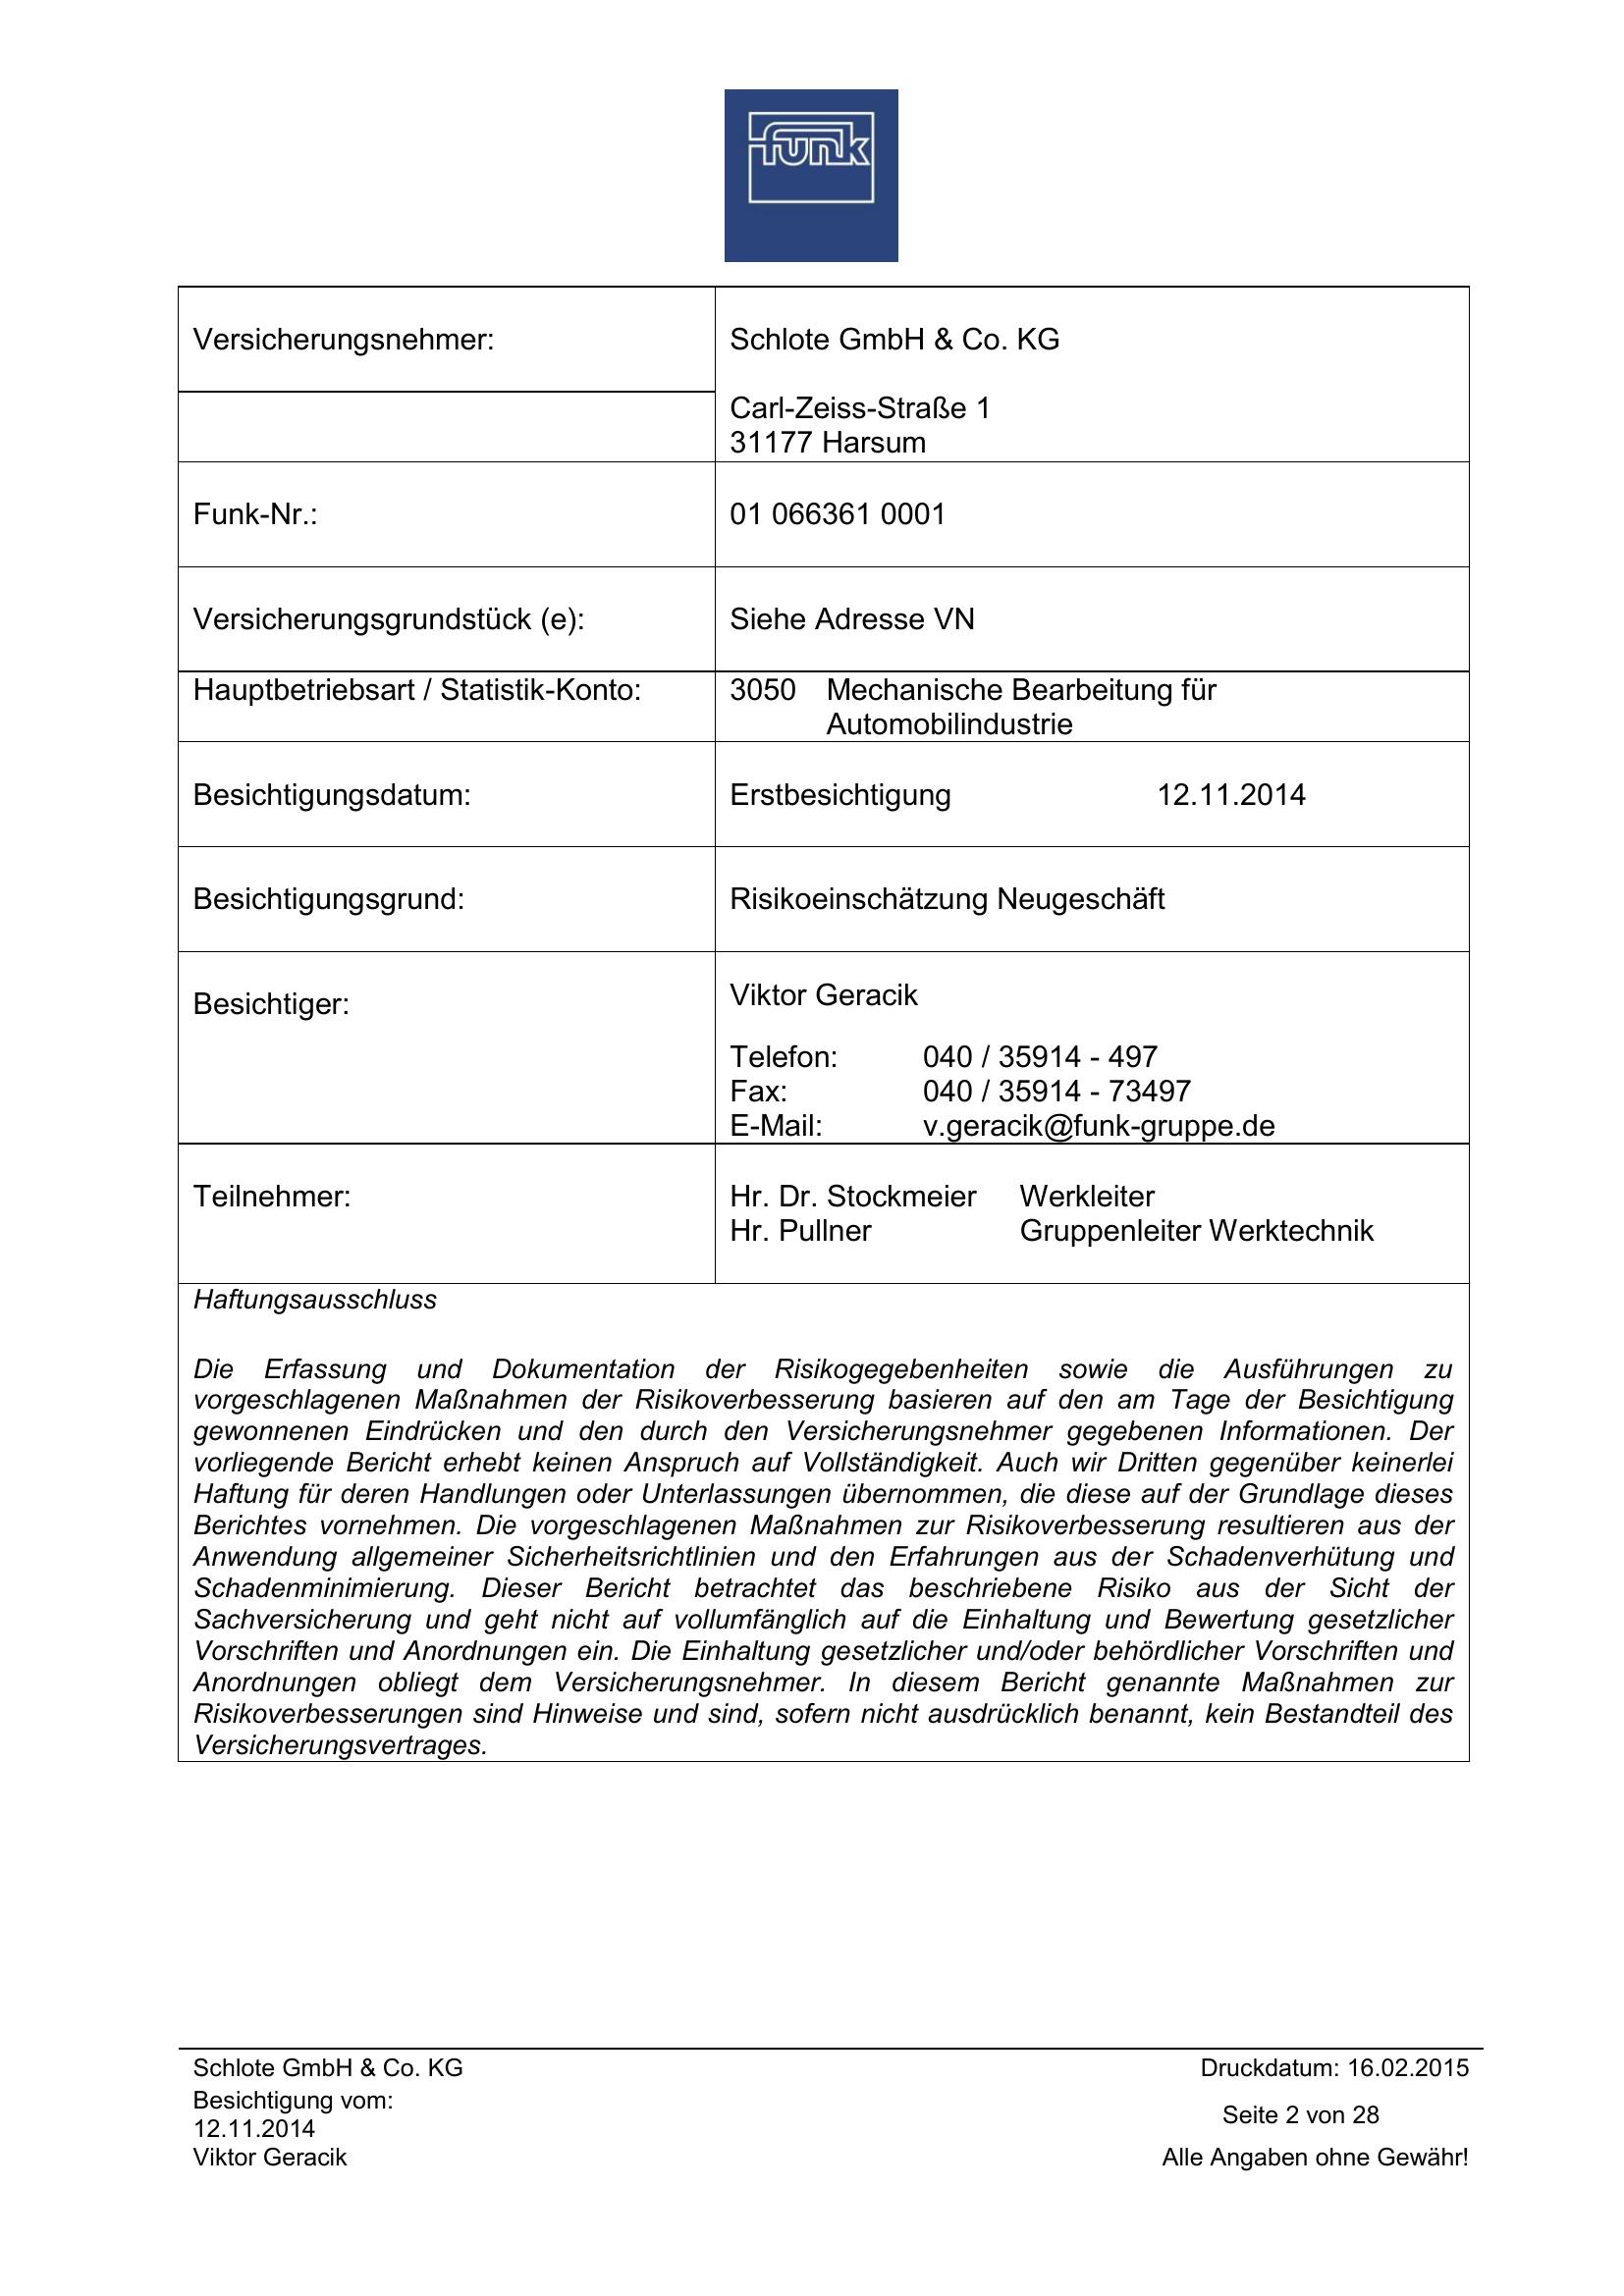 funk
Versicherungsnehmer:
Schlote GmbH & Co. KG
Carl-Zeiss-Straße 1
31177 Harsum
Funk-Nr.:
01 066361 0001
Versicherungsgrundstück (e):
Siehe Adresse VN
Hauptbetriebsart / Statistik-Konto:
3050 Mechanische Bearbeitung für
Automobilindustrie
Besichtigungsdatum:
Erstbesichtigung 12.11.2014
Besichtigungsgrund:
Risikoeinschätzung Neugeschäft
Besichtiger:
Viktor Geracik
Telefon: 040 / 35914 - 497
Fax: 040 / 35914 - 73497
E-Mail: v.geracik@funk-gruppe.de
Teilnehmer:
Hr. Dr. Stockmeier Werkleiter
Hr. Pullner Gruppenleiter Werktechnik
Haftungsausschluss
Die Erfassung und Dokumentation der Risikogegebenheiten sowie die Ausführungen zu
vorgeschlagenen Maßnahmen der Risikoverbesserung basieren auf den am Tage der Besichtigung
gewonnenen Eindrücken und den durch den Versicherungsnehmer gegebenen Informationen. Der
vorliegende Bericht erhebt keinen Anspruch auf Vollständigkeit. Auch wir Dritten gegenüber keinerlei
Haftung für deren Handlungen oder Unterlassungen übernommen, die diese auf der Grundlage dieses
Berichtes vornehmen. Die vorgeschlagenen Maßnahmen zur Risikoverbesserung resultieren aus der
Anwendung allgemeiner Sicherheitsrichtlinien und den Erfahrungen aus der Schadenverhütung und
Schadenminimierung. Dieser Bericht betrachtet das beschriebene Risiko aus der Sicht der
Sachversicherung und geht nicht auf vollumfänglich auf die Einhaltung und Bewertung gesetzlicher
Vorschriften und Anordnungen ein. Die Einhaltung gesetzlicher und/oder behördlicher Vorschriften und
Anordnungen obliegt dem Versicherungsnehmer. In diesem Bericht genannte Maßnahmen zur
Risikoverbesserungen sind Hinweise und sind, sofern nicht ausdrücklich benannt, kein Bestandteil des
Versicherungsvertrages.
Schlote GmbH & Co. KG
Druckdatum: 16.02.2015
Besichtigung vom:
12.11.2014
Seite 2 von 28
Viktor Geracik
Alle Angaben ohne Gewähr!